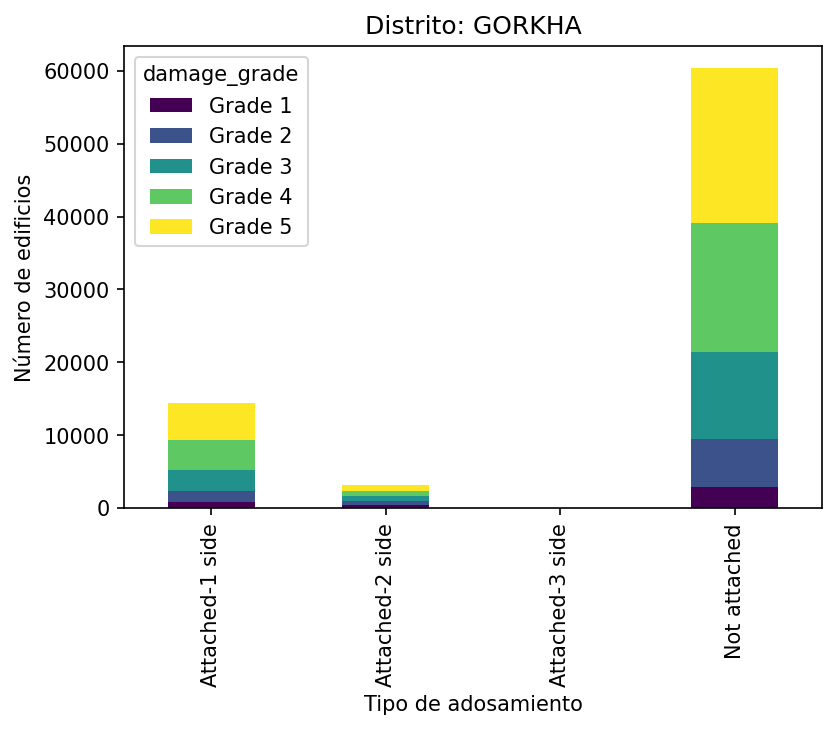 Distrito: GORKHA
Número de edificios
60000
50000
40000
30000
20000
10000
0
damage_grade
Grade 1
Grade 2
Grade 3
Grade 4
Grade 5
Attached-1 side
Attached-2 side
Attached-3 side
Not attached
Tipo de adosamiento